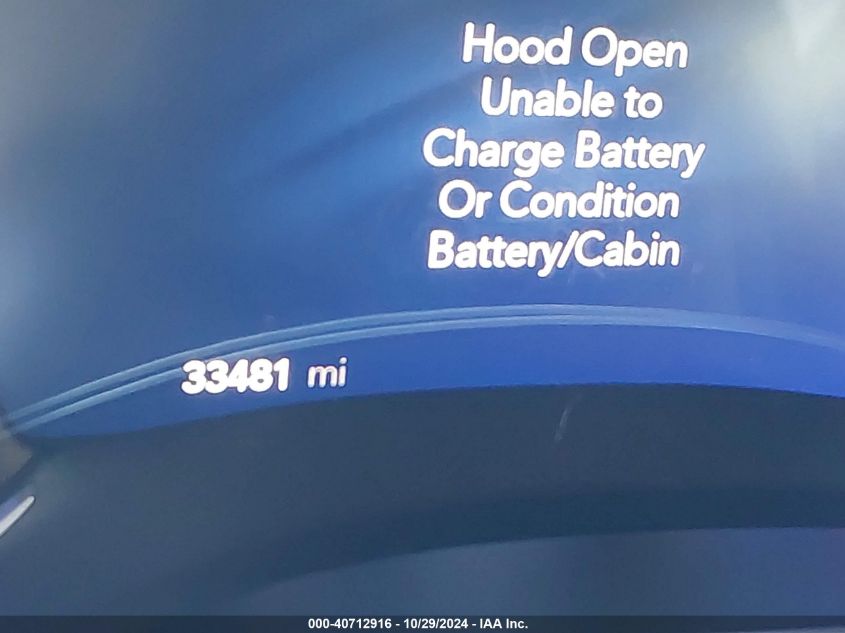 Hood Open
Unable to
Charge Battery
Or Condition
Battery/Cabin
33481 mi
000-40712916 - 10/29/2024 - IAA Inc.